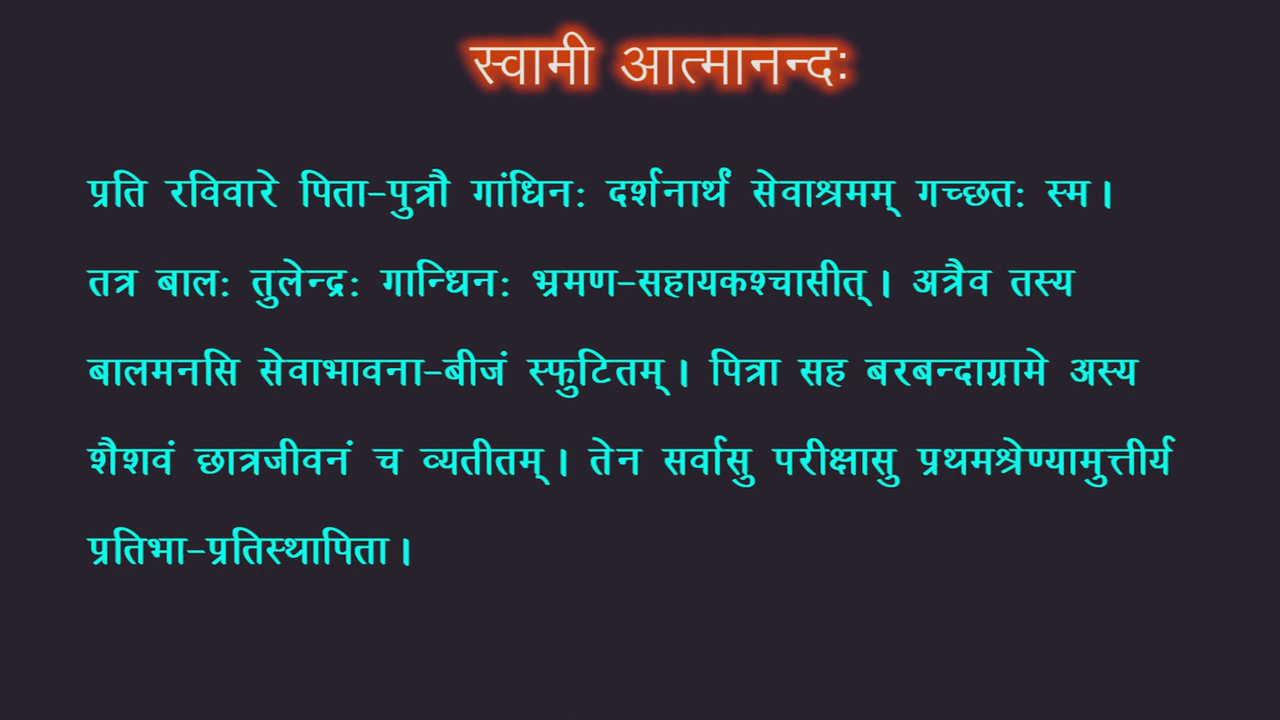 स्वामी आत्मानन्दः
प्रति रविवारे पिता-पुत्रौ गांधिनः दर्शनार्थं सेवाश्रमम् गच्छतः स्म।
तत्र बालः तुलेन्द्रः गान्धिनः भ्रमण-सहायकश्चासीत्। अत्रैव तस्य
बालमनसि सेवाभावना-बीजं स्फुटितम्। पित्रा सह बरबन्दाग्रामे अस्य
शैशवं छात्रजीवनं च व्यतीतम्। तेन सर्वासु परीक्षासु प्रथमश्रेण्यामुत्तीर्य
प्रतिभा-प्रतिस्थापिता।